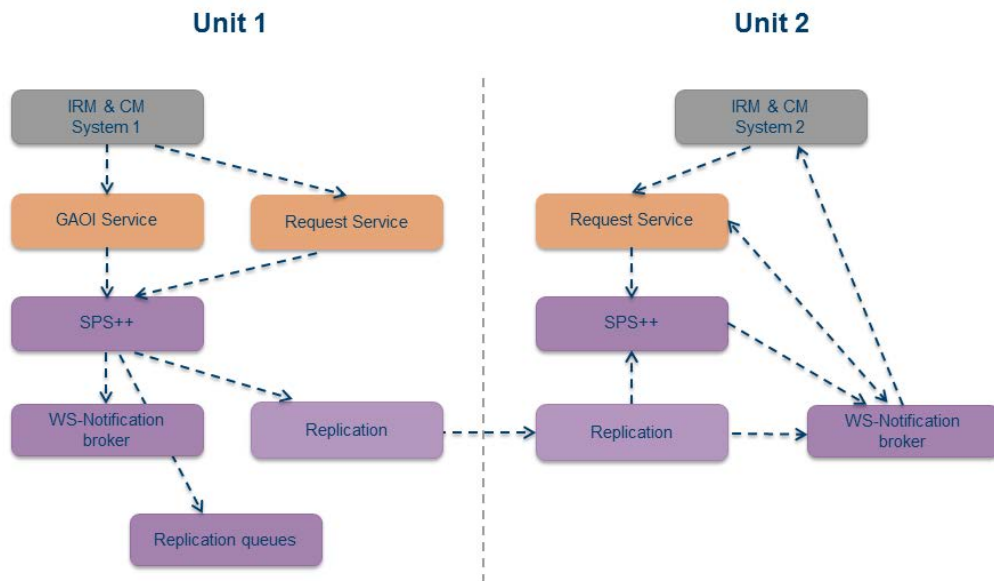 Unit 1
Unit 2
IRM & CM
System 1
IRM & CM
System 2
GAOI Service
Request Service
Request Service
SPS++
SPS++
WS-Notification
broker
Replication
Replication
WS-Notification
broker
Replication queues